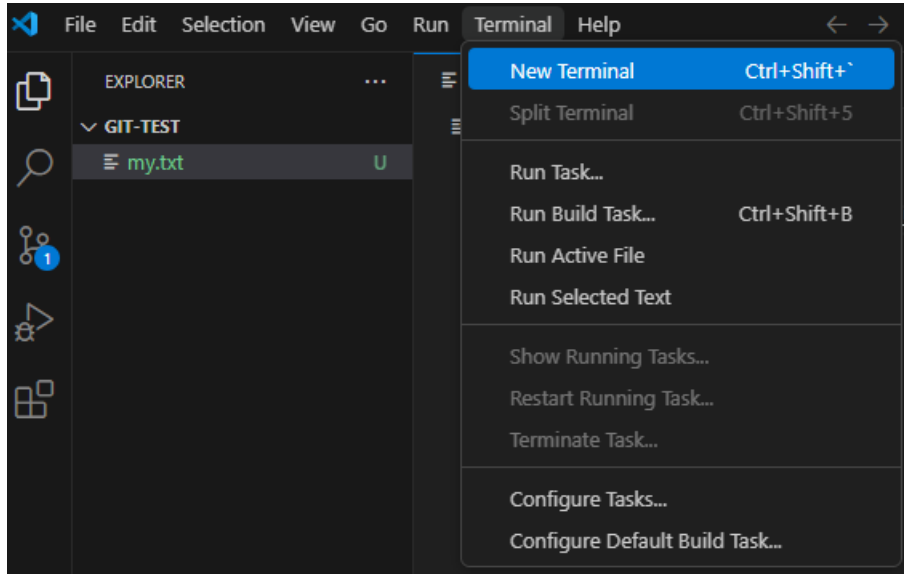 File Edit Selection View Go Run Terminal Help
EXPLORER
GIT-TEST
my.txt U
1
New Terminal Ctrl+Shift+`
Split Terminal Ctrl+Shift+5
Run Task...
Run Build Task... Ctrl+Shift+B
Run Active File
Run Selected Text
Show Running Tasks...
Restart Running Task...
Terminate Task...
Configure Tasks...
Configure Default Build Task...